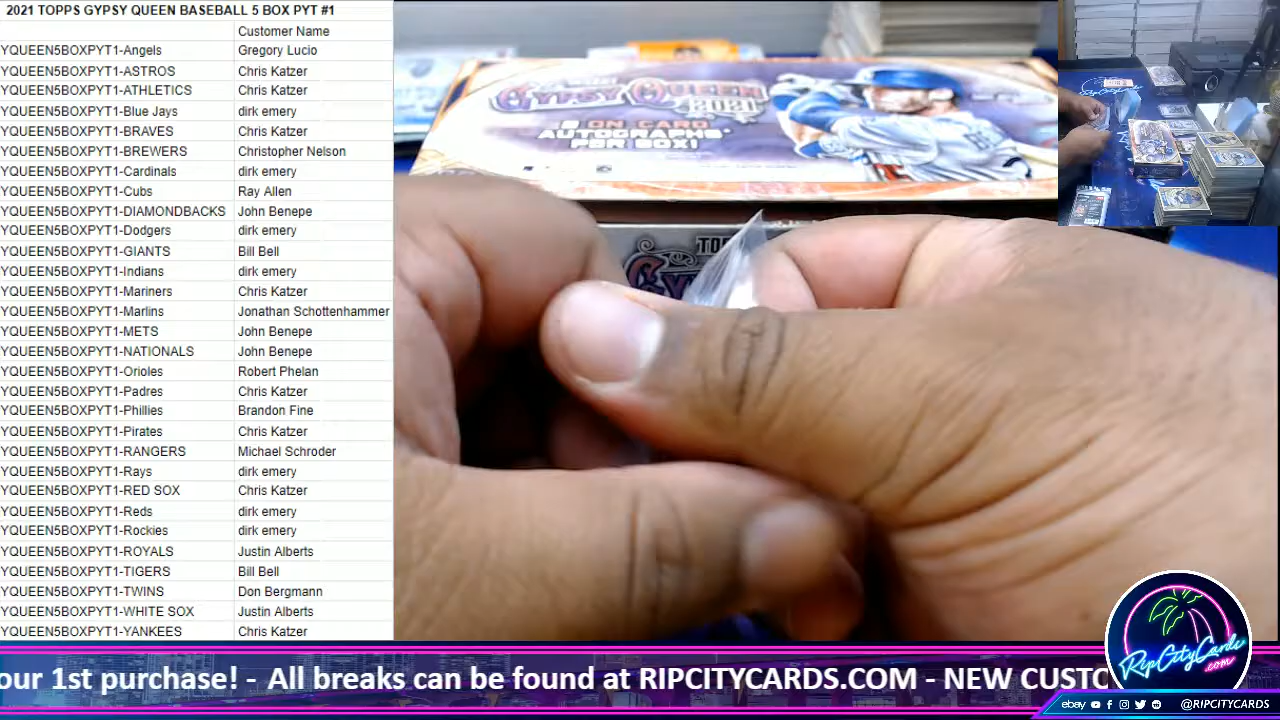 2021 TOPPS GYPSY QUEEN BASEBALL 5 BOX PYT #1
Customer Name
YQUEEN5BOXPYT1-Angels Gregory Lucio
YQUEEN5BOXPYT1-ASTROS Chris Katzer
YQUEEN5BOXPYT1-ATHLETICS Chris Katzer
YQUEEN5BOXPYT1-Blue Jays dirk emery
YQUEEN5BOXPYT1-BRAVES Chris Katzer
YQUEEN5BOXPYT1-BREWERS Christopher Nelson
YQUEEN5BOXPYT1-Cardinals dirk emery
YQUEEN5BOXPYT1-Cubs Ray Allen
YQUEEN5BOXPYT1-DIAMONDBACKS John Benepe
YQUEEN5BOXPYT1-Dodgers dirk emery
YQUEEN5BOXPYT1-GIANTS Bill Bell
YQUEEN5BOXPYT1-Indians dirk emery
YQUEEN5BOXPYT1-Mariners Chris Katzer
YQUEEN5BOXPYT1-Marlins Jonathan Schottenhammer
YQUEEN5BOXPYT1-METS John Benepe
YQUEEN5BOXPYT1-NATIONALS John Benepe
YQUEEN5BOXPYT1-Orioles Robert Phelan
YQUEEN5BOXPYT1-Padres Chris Katzer
YQUEEN5BOXPYT1-Phillies Brandon Fine
YQUEEN5BOXPYT1-Pirates Chris Katzer
YQUEEN5BOXPYT1-RANGERS Michael Schroder
YQUEEN5BOXPYT1-Rays dirk emery
YQUEEN5BOXPYT1-RED SOX Chris Katzer
YQUEEN5BOXPYT1-Reds dirk emery
YQUEEN5BOXPYT1-Rockies dirk emery
YQUEEN5BOXPYT1-ROYALS Justin Alberts
YQUEEN5BOXPYT1-TIGERS Bill Bell
YQUEEN5BOXPYT1-TWINS Don Bergmann
YQUEEN5BOXPYT1-WHITE SOX Justin Alberts
YQUEEN5BOXPYT1-YANKEES Chris Katzer
GYPSY QUEEN
2021
ON CARD
AUTOGRAPHS
PER BOX!
RipCityCards
.com
our 1st purchase! - All breaks can be found at RIPCITYCARDS.COM - NEW CUSTO
ebay @RIPCITYCARDS